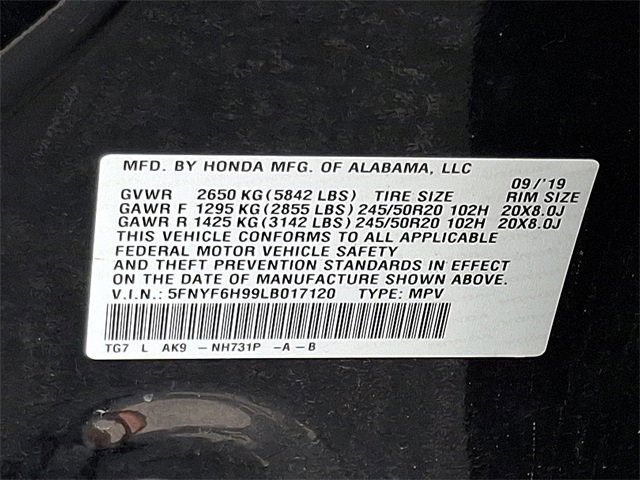 MFD. BY HONDA MFG. OF ALABAMA, LLC
09/'19
GVWR 2650 KG(5842 LBS) TIRE SIZE RIM SIZE
GAWR F 1295 KG(2855 LBS) 245/50R20 102H 20X8.0J
GAWR R 1425 KG(3142 LBS) 245/50R20 102H 20X8.0J
THIS VEHICLE CONFORMS TO ALL APPLICABLE
FEDERAL MOTOR VEHICLE SAFETY
AND THEFT PREVENTION STANDARDS IN EFFECT
ON THE DATE OF MANUFACTURE SHOWN ABOVE.
V.I.N.: 5FNYF6H99LB017120 TYPE: MPV
TG7 L AK9 -NH731P -A-B